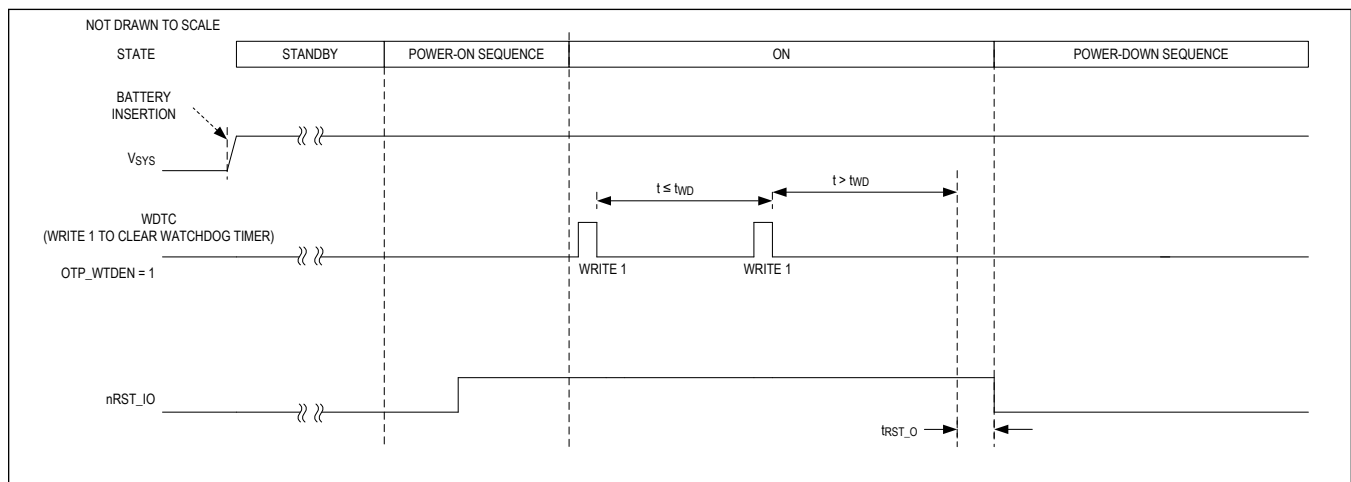 NOT DRAWN TO SCALE
STATE
STANDBY
POWER-ON SEQUENCE
ON
POWER-DOWN SEQUENCE
BATTERY
INSERTION
VSYS
t ≤ tWD
t > tWD
WDTC
(WRITE 1 TO CLEAR WATCHDOG TIMER)
OTP_WTDEN = 1
WRITE 1
WRITE 1
nRST_IO
tRST_O